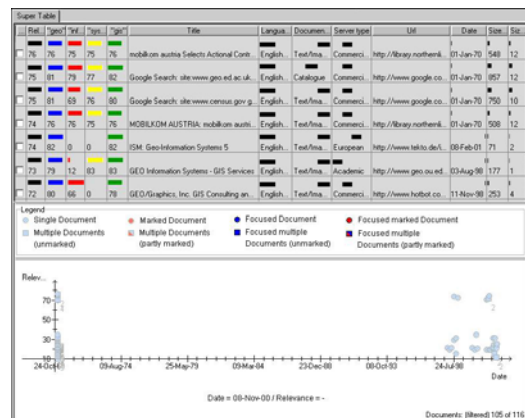 Super Table
Rel... "geo" "inf... "sys... "gis" Title Langua... Documen... Server type Url Date Size... Siz...
76 76 75 75 76 mobilkom austria Selects Actional Contr... English... Text/Ima... Commerci... http://library.northernli... 01-Jan-70 548 12
75 81 79 77 82 Google Search: site:www.geo.ed.ac.uk... English... Catalogue Commerci... http://www.google.co... 01-Jan-70 857 12
75 81 69 76 80 Google Search: site:www.census.gov g... English... Text/Ima... Commerci... http://www.google.co... 01-Jan-70 750 10
74 76 76 75 76 MOBILKOM AUSTRIA: mobilkom austri... English... Text/Ima... Commerci... http://library.northernli... 01-Jan-70 508 12
74 82 0 0 82 ISM: Geo-Information-Systems 5 English... Text/Ima... European http://www.tekto.de/i... 08-Feb-01 71 2
73 79 12 83 83 GEO Information Systems - GIS Services English... Text/Ima... Academic http://www.geo.ou.ed... 03-Aug-98 177 1
72 80 66 0 78 GEO/Graphics, Inc. GIS Consulting an... English... Text/Ima... Commerci... http://www.hotbot.co... 11-Nov-98 253 4
Legend
Single Document Marked Document Focused Document Focused marked Document
Multiple Documents (unmarked) Multiple Documents (partly marked) Focused multiple Documents (unmarked) Focused multiple Documents (partly marked)
Relev...
70
50
30
10
09-Aug-74 25-May-79 09-Mar-84 23-Dec-88 08-Oct-93 24-Jul-98
Date
Date = 08-Nov-00 / Relevance = -
Documents: (filtered) 105 of 116